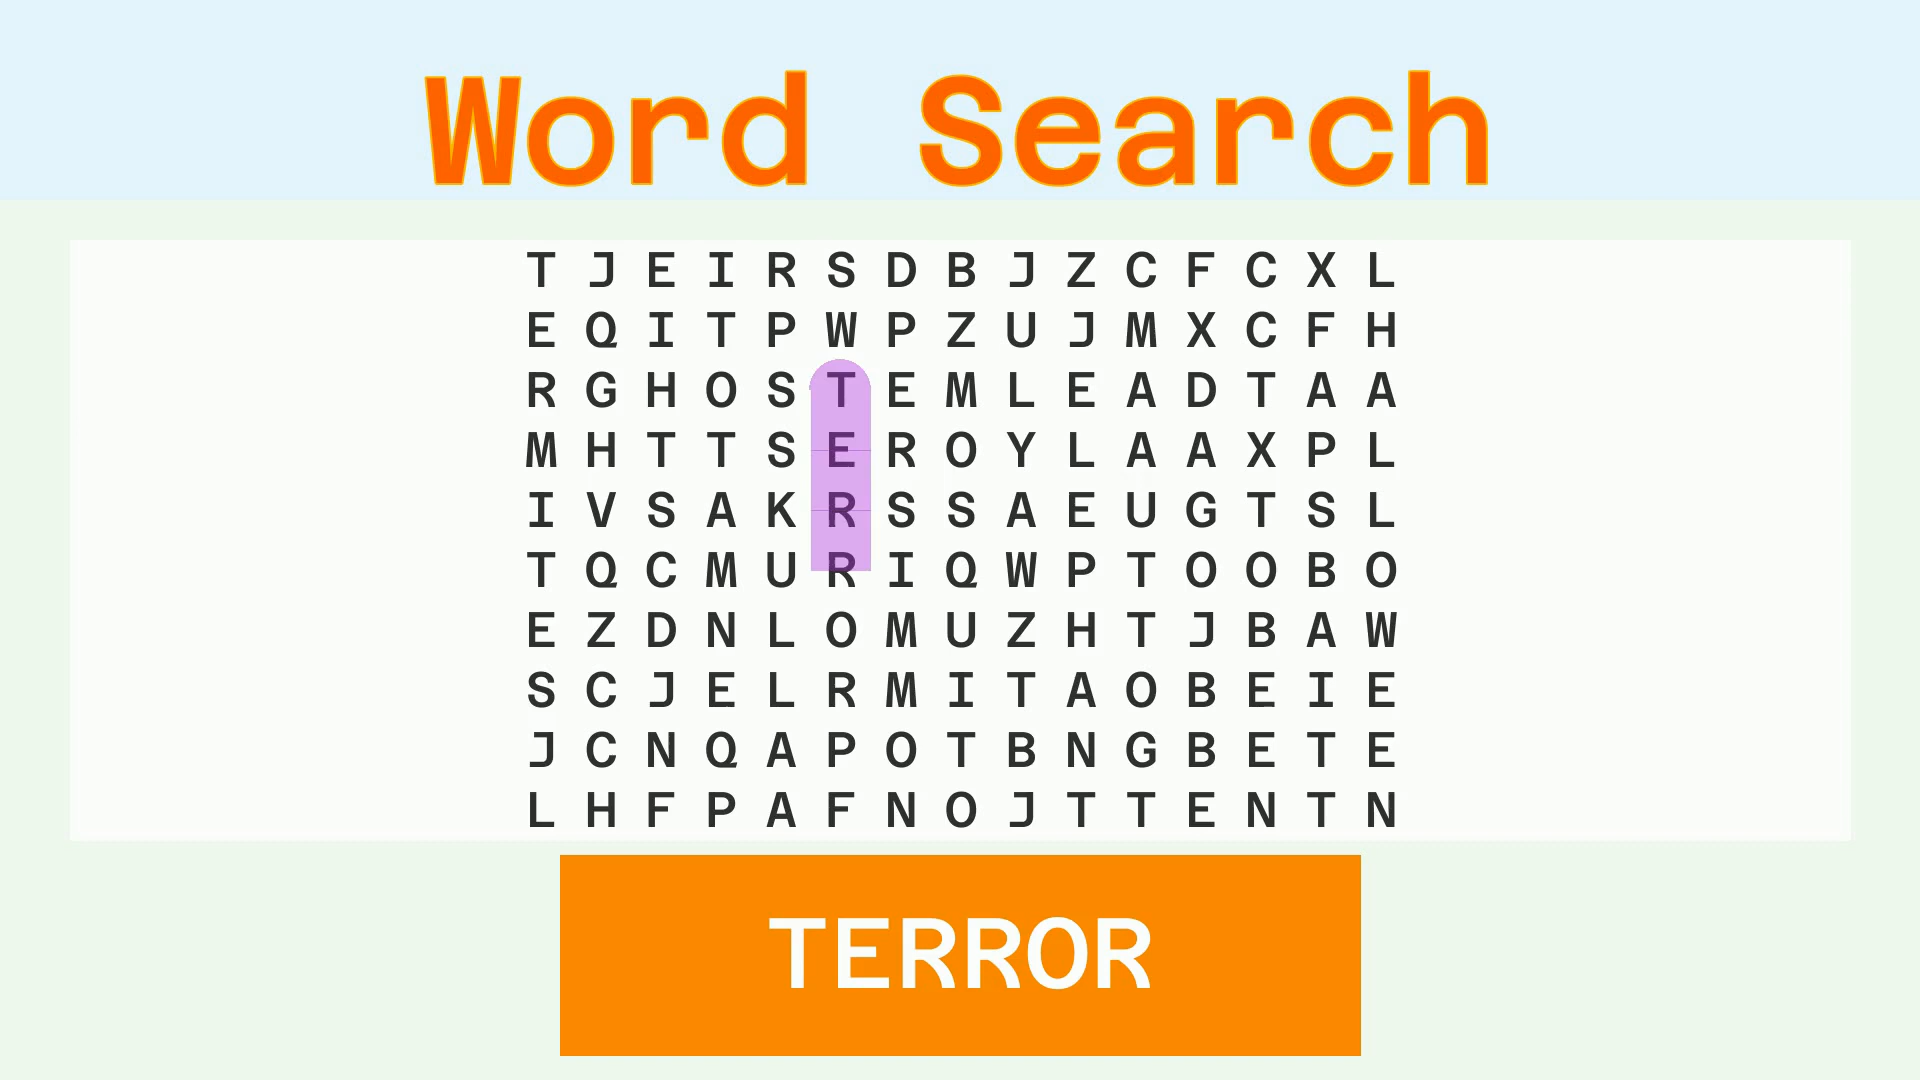 Word Search
T J E I R S D B J Z C F C X L
E Q I T P W P Z U J M X C F H
R G H O S T E M L E A D T A A
M H T T S E R O Y L A A X P L
I V S A K R S S A E U G T S L
T Q C M U R I Q W P T O O B O
E Z D N L O M U Z H T J B A W
S C J E L R M I T A O B E I E
J C N Q A P O T B N G B E T E
L H F P A F N O J T T E N T N
TERROR